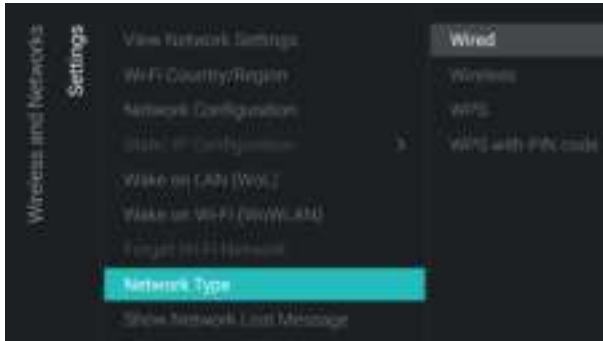 Wireless and Networks
Settings
View Network Settings
Wi-Fi Country/Region
Network Configuration
Static IP Configuration
Wake on LAN (WoL)
Wake on Wi-Fi (WoWLAN)
Forget Wi-Fi Network
Network Type
Show Network Lost Message
Wired
Wireless
WPS
WPS with PIN code